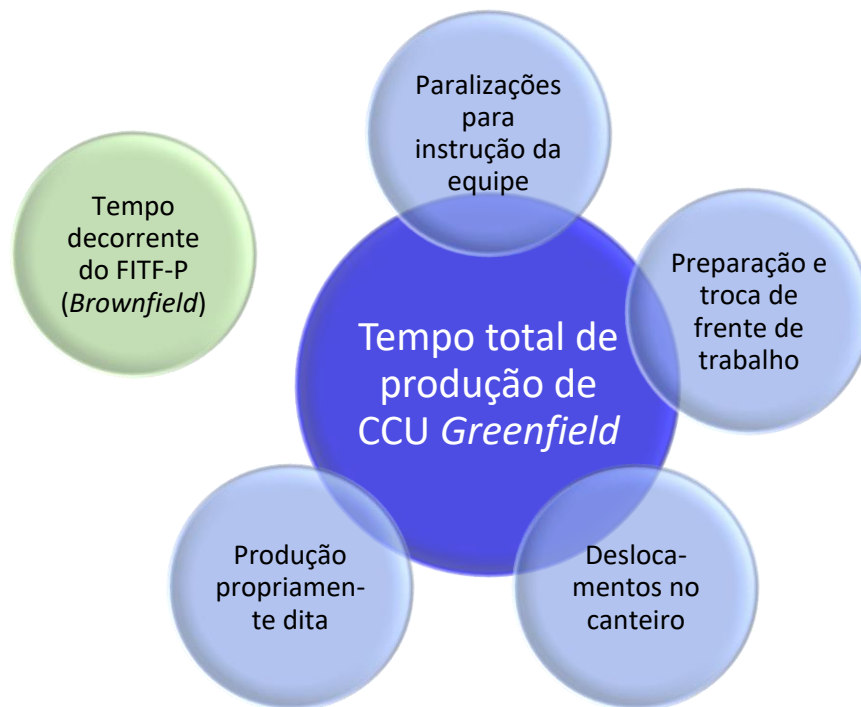 Paralizações
para
instrução da
equipe
Tempo
decorrente
do FITF-P
(Brownfield)
Preparação e
troca de
frente de
trabalho
Tempo total de
produção de
CCU Greenfield
Produção
propriamen-
te dita
Desloca-
mentos no
canteiro